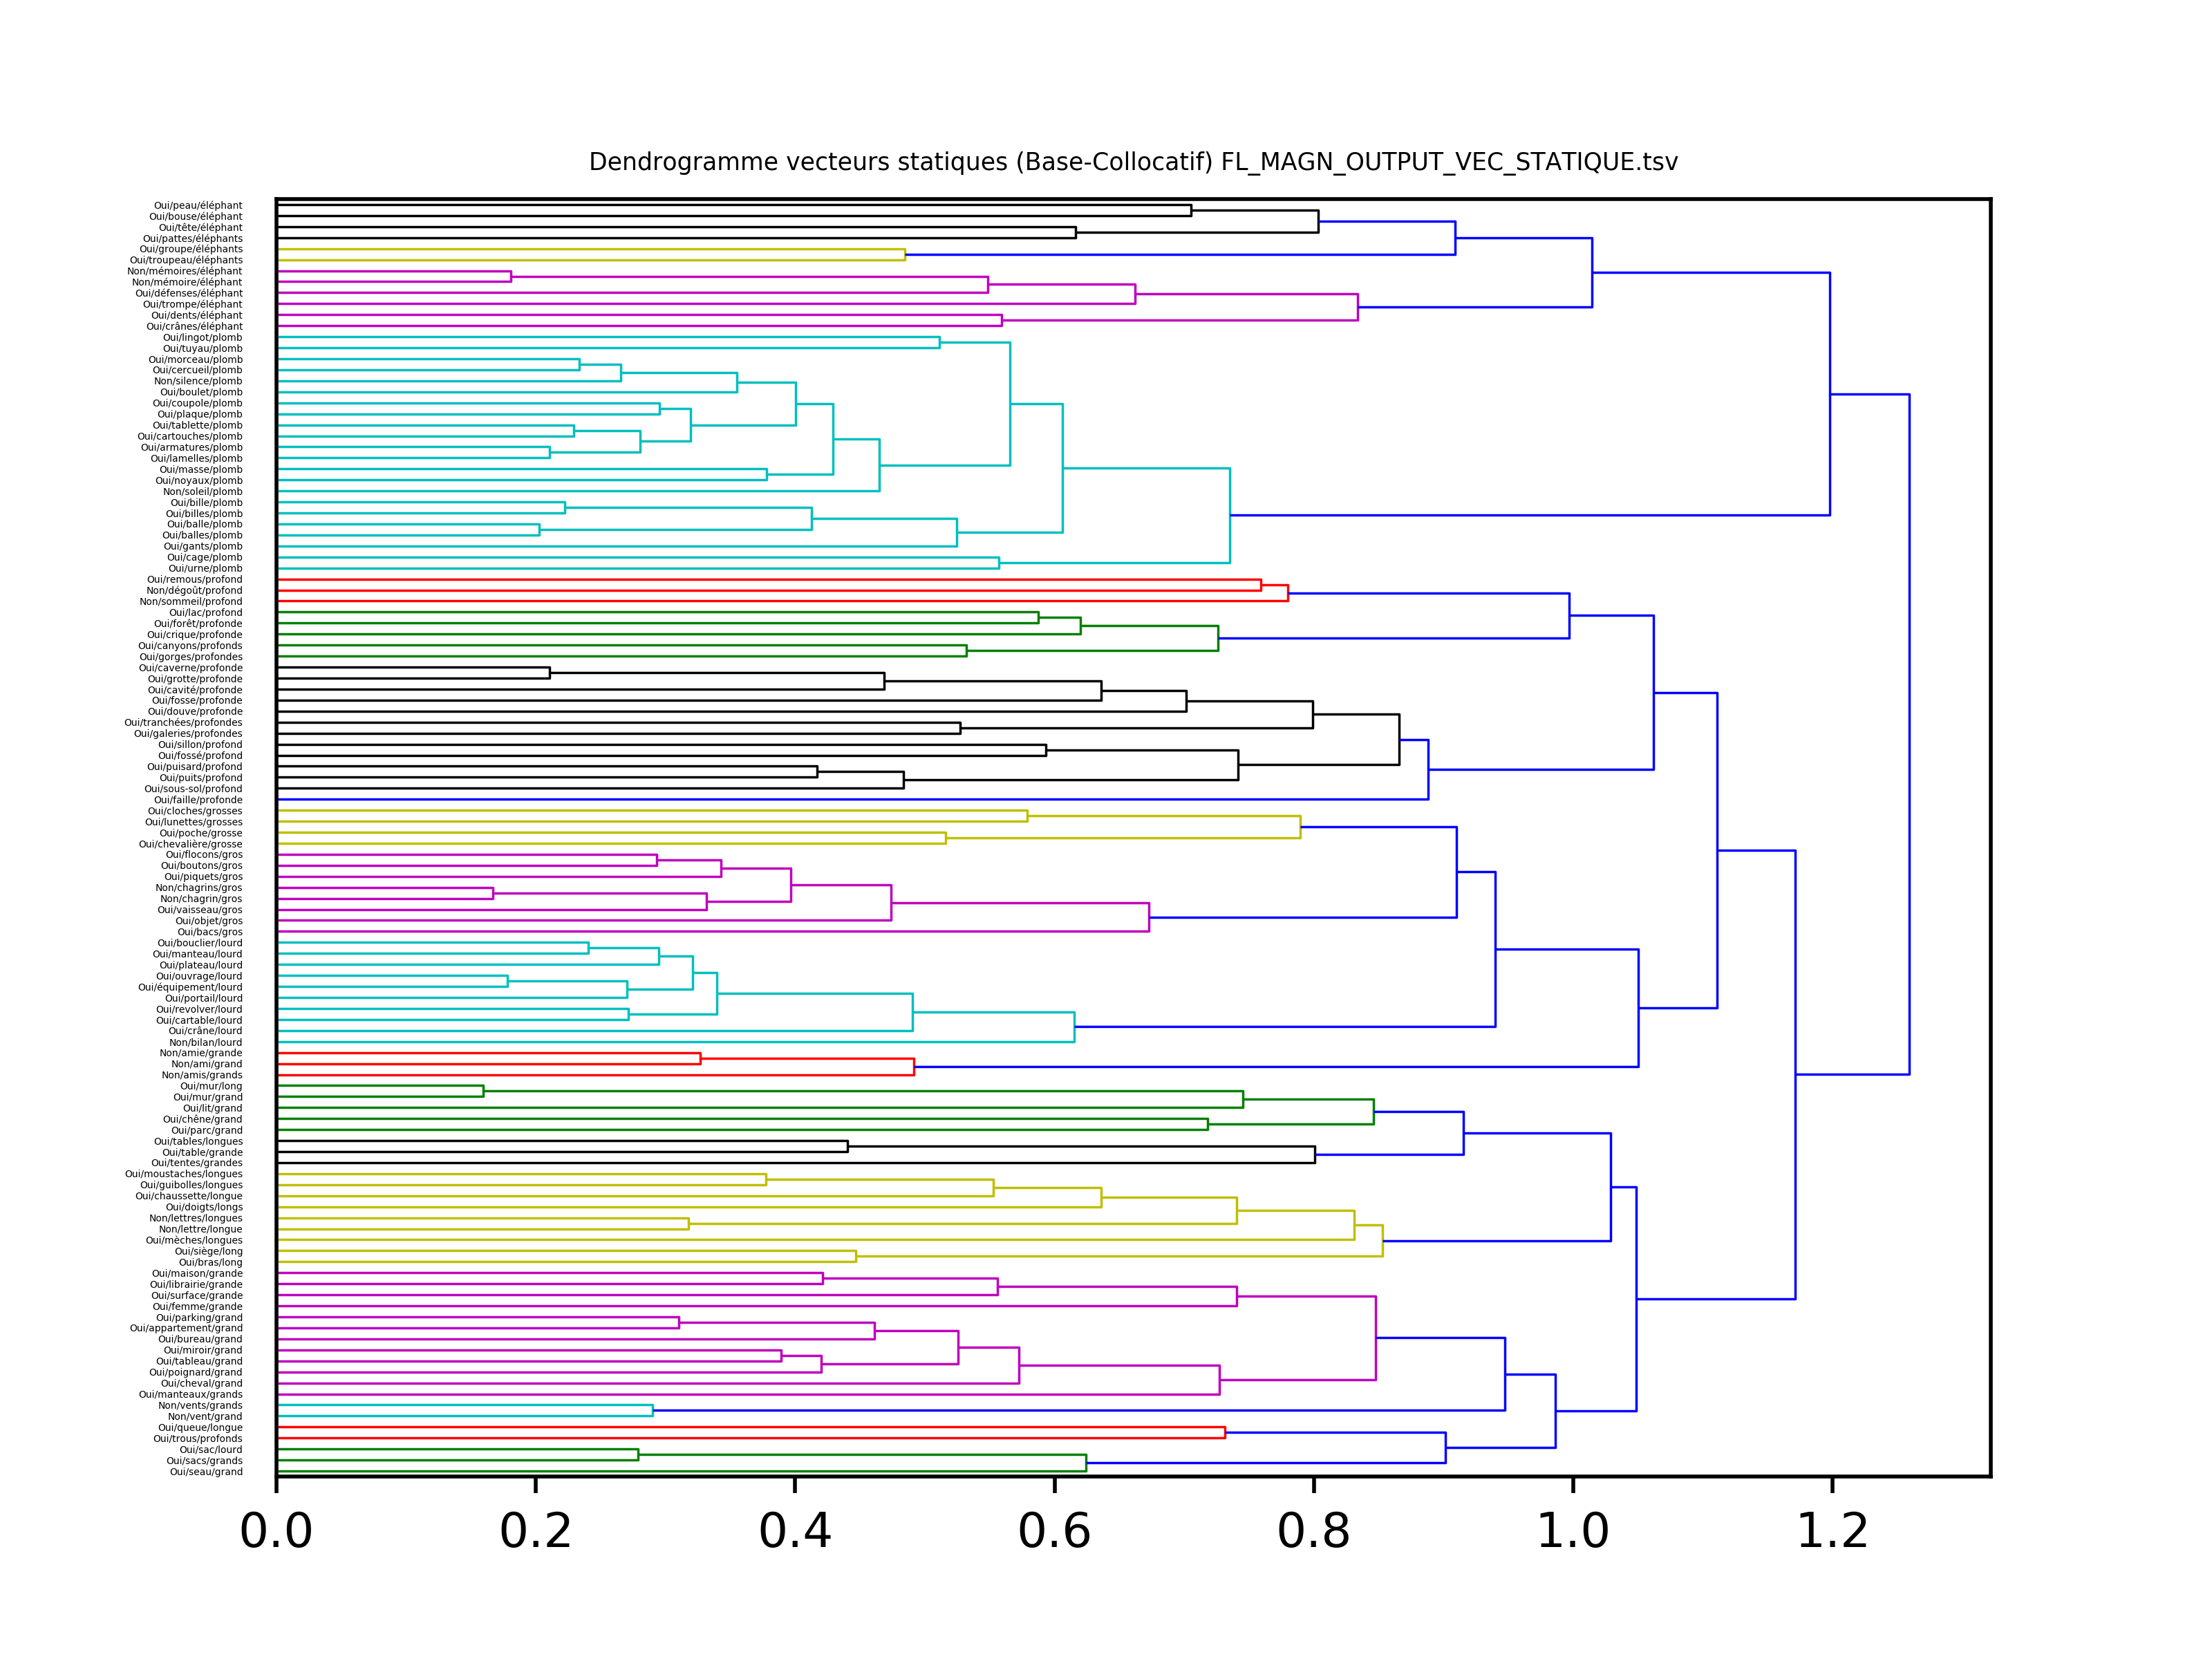 Dendrogramme vecteurs statiques (Base-Collocatif) FL_MAGN_OUTPUT_VEC_STATIQUE.tsv
Oui/peau/éléphant
Oui/bouse/éléphant
Oui/tête/éléphant
Oui/pattes/éléphants
Oui/groupe/éléphants
Oui/troupeau/éléphants
Non/mémoires/éléphant
Non/mémoire/éléphant
Oui/défenses/éléphant
Oui/trompe/éléphant
Oui/dents/éléphant
Oui/crânes/éléphant
Oui/lingot/plomb
Oui/tuyau/plomb
Oui/morceau/plomb
Oui/cercueil/plomb
Non/silence/plomb
Oui/boulet/plomb
Oui/coupole/plomb
Oui/plaque/plomb
Oui/tablette/plomb
Oui/cartouches/plomb
Oui/armatures/plomb
Oui/lamelles/plomb
Oui/masse/plomb
Oui/noyaux/plomb
Non/soleil/plomb
Oui/bille/plomb
Oui/billes/plomb
Oui/balle/plomb
Oui/balles/plomb
Oui/gants/plomb
Oui/cage/plomb
Oui/urne/plomb
Oui/remous/profond
Non/dégoût/profond
Non/sommeil/profond
Oui/lac/profond
Oui/forêt/profonde
Oui/crique/profonde
Oui/canyons/profonds
Oui/gorges/profondes
Oui/caverne/profonde
Oui/grotte/profonde
Oui/cavité/profonde
Oui/fosse/profonde
Oui/douve/profonde
Oui/tranchées/profondes
Oui/galeries/profondes
Oui/sillon/profond
Oui/fossé/profond
Oui/puisard/profond
Oui/puits/profond
Oui/sous-sol/profond
Oui/faille/profonde
Oui/cloches/grosses
Oui/lunettes/grosses
Oui/poche/grosse
Oui/chevalière/grosse
Oui/flocons/gros
Oui/boutons/gros
Oui/piquets/gros
Non/chagrins/gros
Non/chagrin/gros
Oui/vaisseau/gros
Oui/objet/gros
Oui/bacs/gros
Oui/bouclier/lourd
Oui/manteau/lourd
Oui/plateau/lourd
Oui/ouvrage/lourd
Oui/équipement/lourd
Oui/portail/lourd
Oui/revolver/lourd
Oui/cartable/lourd
Oui/crâne/lourd
Non/bilan/lourd
Non/amie/grande
Non/ami/grand
Non/amis/grands
Oui/mur/long
Oui/mur/grand
Oui/lit/grand
Oui/chêne/grand
Oui/parc/grand
Oui/tables/longues
Oui/table/grande
Oui/tentes/grandes
Oui/moustaches/longues
Oui/guibolles/longues
Oui/chaussette/longue
Oui/doigts/longs
Non/lettres/longues
Non/lettre/longue
Oui/mèches/longues
Oui/siège/long
Oui/bras/long
Oui/maison/grande
Oui/librairie/grande
Oui/surface/grande
Oui/femme/grande
Oui/parking/grand
Oui/appartement/grand
Oui/bureau/grand
Oui/miroir/grand
Oui/tableau/grand
Oui/poignard/grand
Oui/cheval/grand
Oui/manteaux/grands
Non/vents/grands
Non/vent/grand
Oui/queue/longue
Oui/trous/profonds
Oui/sac/lourd
Oui/sacs/grands
Oui/seau/grand
0.0 0.2 0.4 0.6 0.8 1.0 1.2